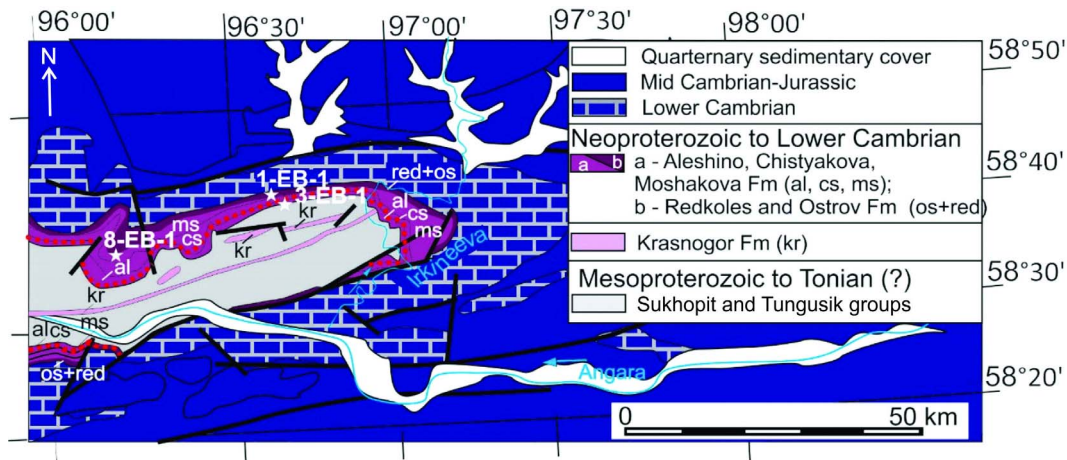 96°00' 96°30' 97°00' 97°30' 98°00'
N
58°50'
58°40'
58°30'
58°20'
Quarternary sedimentary cover
Mid Cambrian-Jurassic
Lower Cambrian
Neoproterozoic to Lower Cambrian
a b
a - Aleshino, Chistyakova,
Moshakova Fm (al, cs, ms);
b - Redkoles and Ostrov Fm (os+red)
Krasnogor Fm (kr)
Mesoproterozoic to Tonian (?)
Sukhopit and Tungusik groups
red+os
1-EB-1
3-EB-1
kr
al
cs
ms
ms
cs
kr
8-EB-1
al
Irkineeva
kr
ms
al cs
os+red
Angara
0 50 km